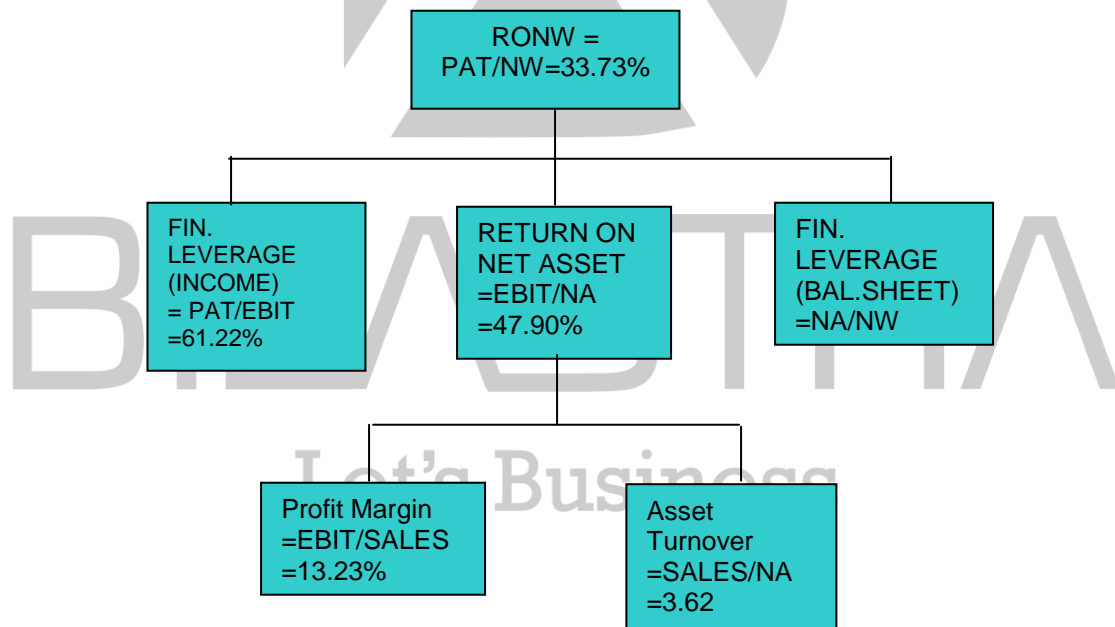 RONW =
PAT/NW=33.73%
FIN.
LEVERAGE
(INCOME)
= PAT/EBIT
=61.22%
RETURN ON
NET ASSET
=EBIT/NA
=47.90%
FIN.
LEVERAGE
(BAL.SHEET)
=NA/NW
Let's Business
Profit Margin
=EBIT/SALES
=13.23%
Asset
Turnover
=SALES/NA
=3.62